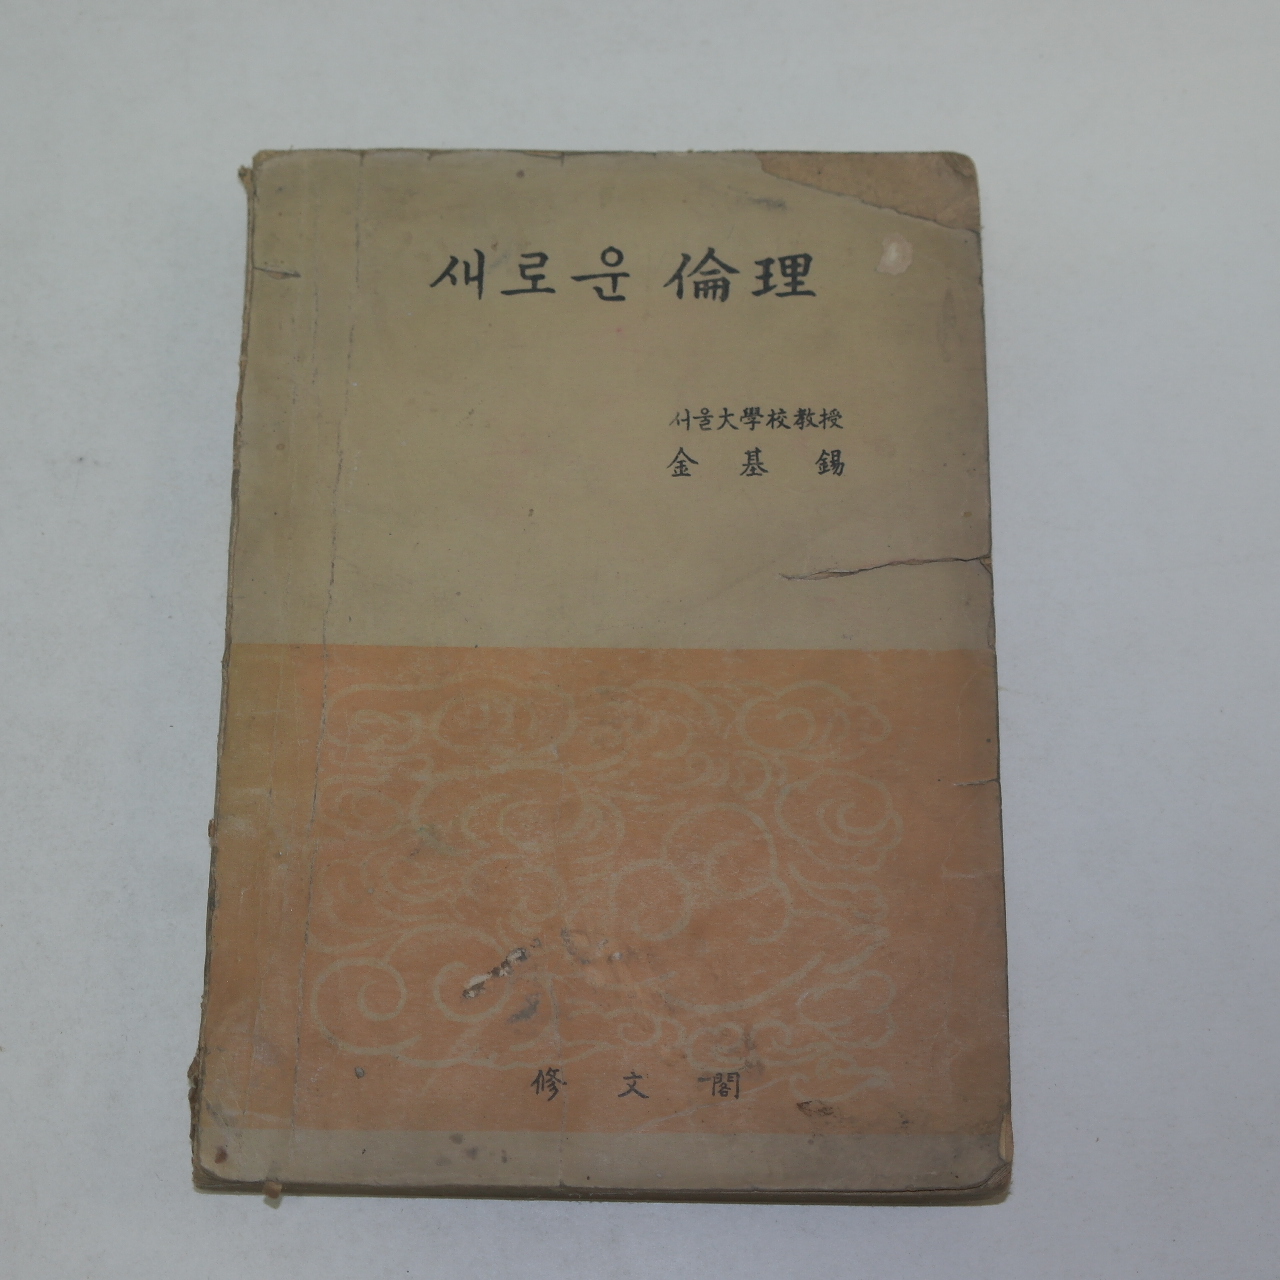 새로운 倫理
서울大學校敎授
金基錫
修文閣